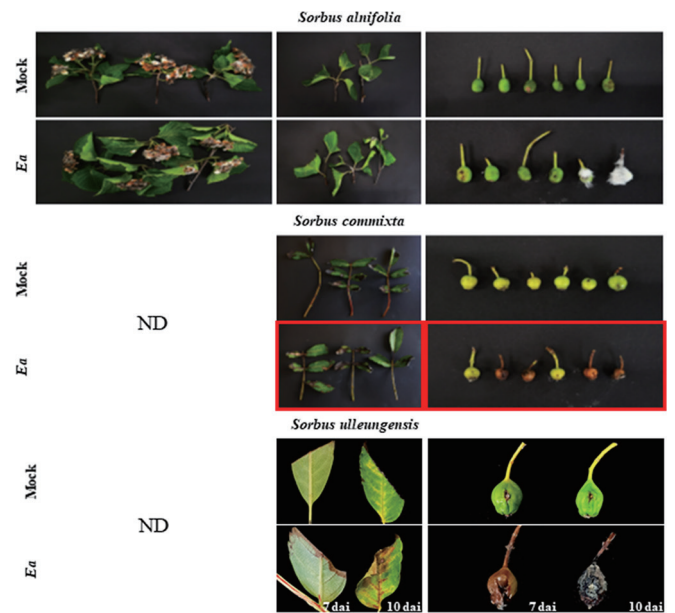 Sorbus alnifolia
Mock
Ea
Sorbus commixta
Mock
ND
Ea
Sorbus ulleungensis
Mock
ND
Ea
7 dai
10 dai
7 dai
10 dai